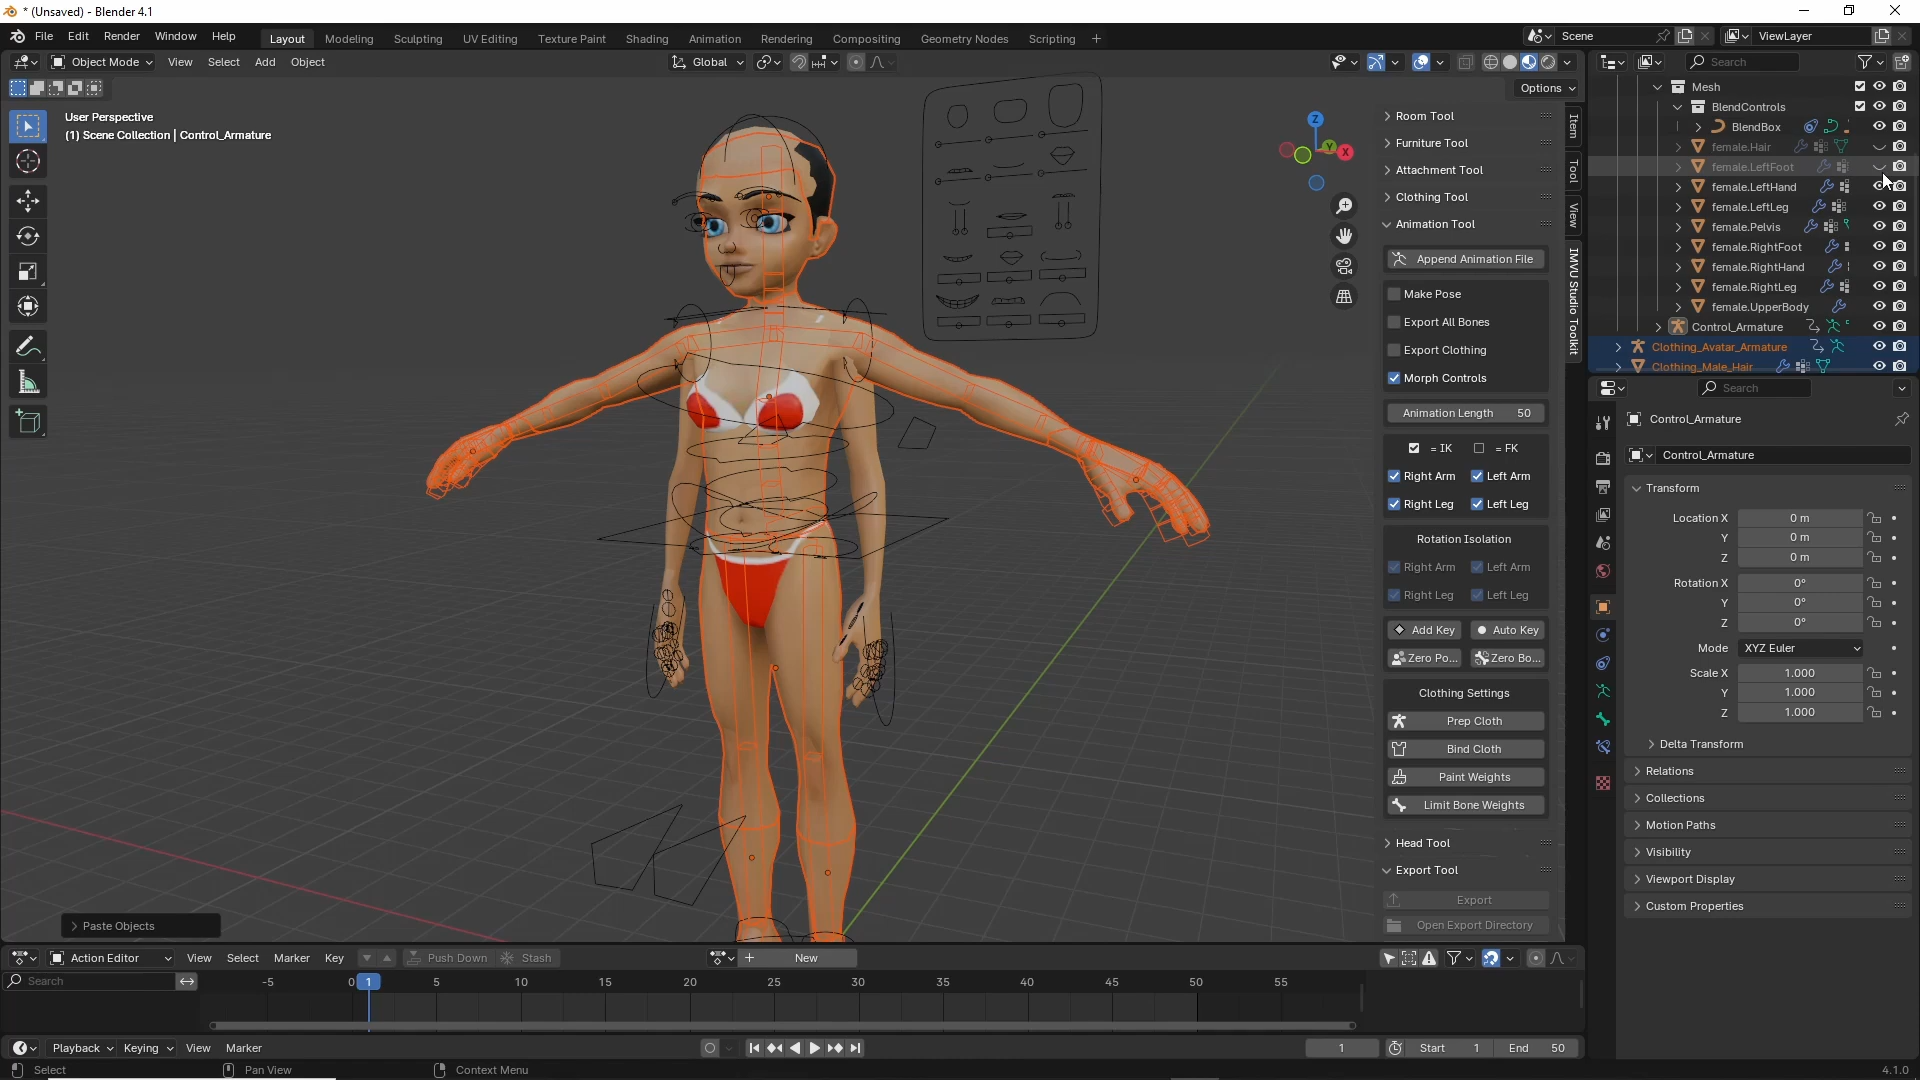 * (Unsaved) - Blender 4.1
File Edit Render Window Help
Layout Modeling Sculpting UV Editing Texture Paint Shading Animation Rendering Compositing Geometry Nodes Scripting +
Scene
ViewLayer
Object Mode View Select Add Object
Global
Search
Options
User Perspective
(1) Scene Collection | Control_Armature
Z
Y
X
Item
Tool
View
IMVU Studio Toolkit
Room Tool
Furniture Tool
Attachment Tool
Clothing Tool
Animation Tool
Append Animation File
Make Pose
Export All Bones
Export Clothing
Morph Controls
Animation Length 50
= IK = FK
Right Arm Left Arm
Right Leg Left Leg
Rotation Isolation
Right Arm Left Arm
Right Leg Left Leg
Add Key Auto Key
Zero Po... Zero Bo...
Clothing Settings
Prep Cloth
Bind Cloth
Paint Weights
Limit Bone Weights
Head Tool
Export Tool
Export
Open Export Directory
Mesh
BlendControls
BlendBox
female.Hair
female.LeftFoot
female.LeftHand
female.LeftLeg
female.Pelvis
female.RightFoot
female.RightHand
female.RightLeg
female.UpperBody
Control_Armature
Clothing_Avatar_Armature
Clothing_Male_Hair
Search
Control_Armature
Control_Armature
Transform
Location X 0 m
Y 0 m
Z 0 m
Rotation X 0°
Y 0°
Z 0°
Mode XYZ Euler
Scale X 1.000
Y 1.000
Z 1.000
Delta Transform
Relations
Collections
Motion Paths
Visibility
Viewport Display
Custom Properties
Paste Objects
Action Editor View Select Marker Key Push Down Stash New
Search
-5 0 1 5 10 15 20 25 30 35 40 45 50 55
Playback Keying View Marker
1 Start 1 End 50
Select Pan View Context Menu
4.1.0